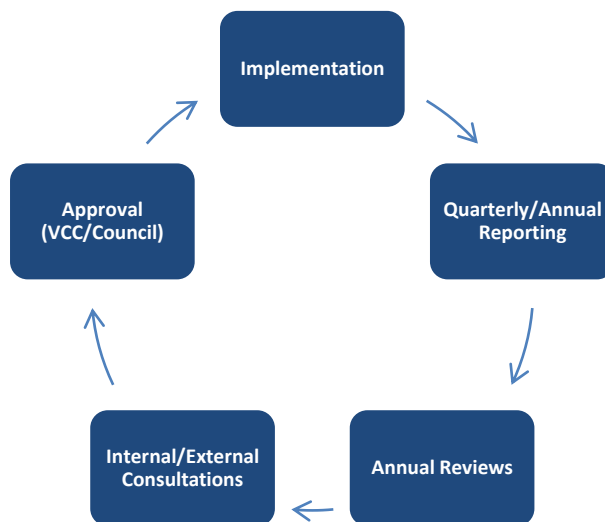 Implementation
Quarterly/Annual
Reporting
Annual Reviews
Internal/External
Consultations
Approval
(VCC/Council)